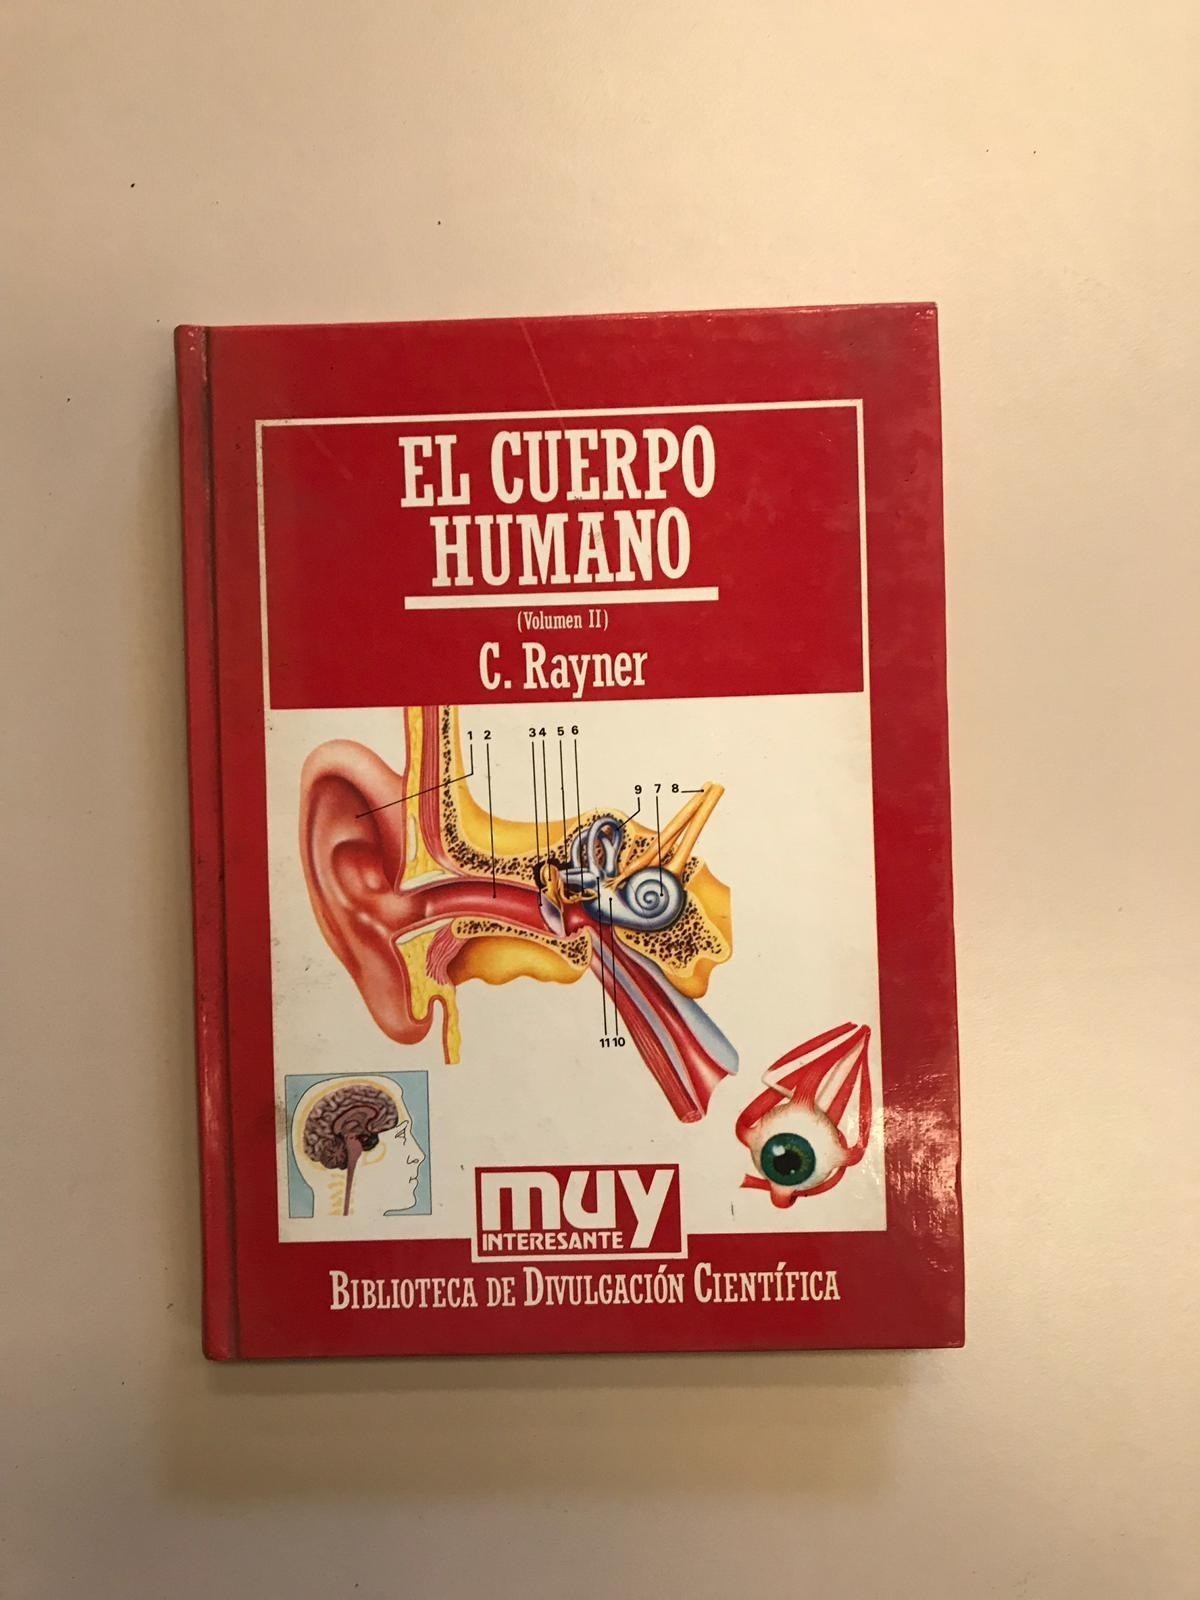 EL CUERPO
HUMANO
(Volumen II)
C. Rayner
1 2 3 4 5 6
9 7 8
11 10
muy
INTERESANTE
BIBLIOTECA DE DIVULGACIÓN CIENTÍFICA